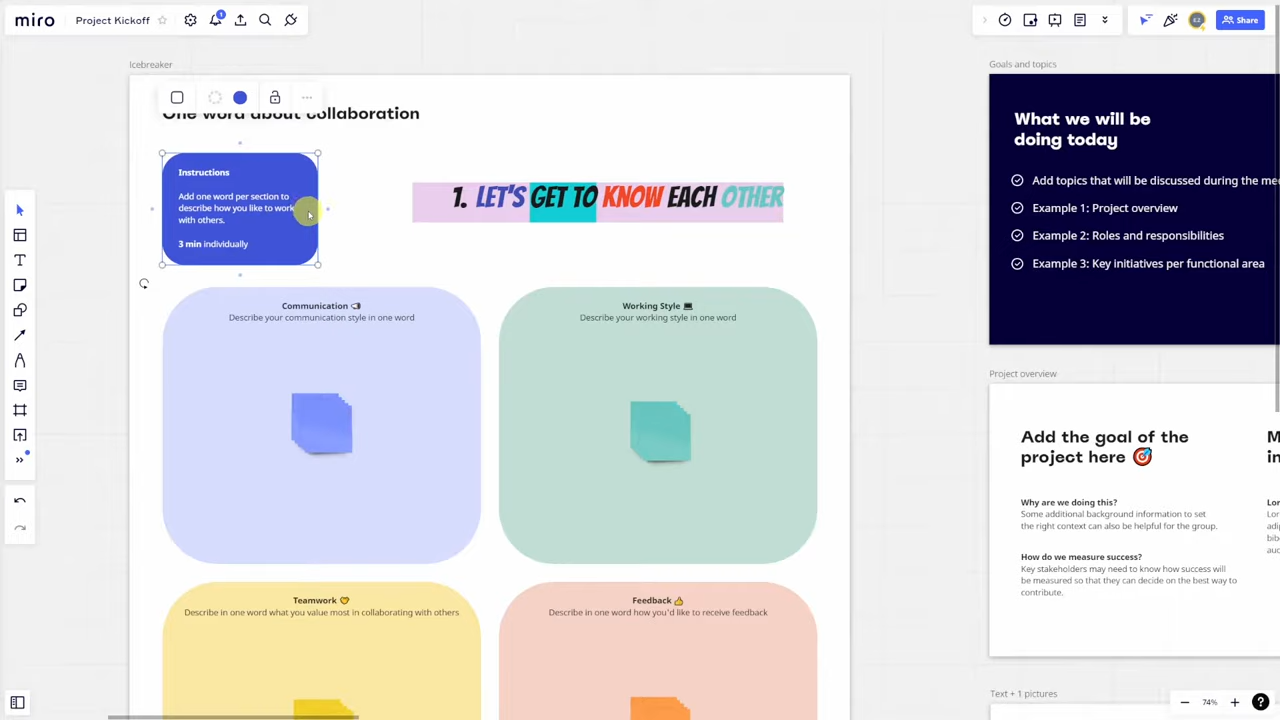 miro
Project Kickoff
1
Share
Icebreaker
One word about collaboration
Instructions
Add one word per section to
describe how you like to work
with others.
3 min individually
1. LET'S GET TO KNOW EACH OTHER
Communication
Describe your communication style in one word
Working Style
Describe your working style in one word
Teamwork
Describe in one word what you value most in collaborating with others
Feedback
Describe in one word how you'd like to receive feedback
Goals and topics
What we will be
doing today
Add topics that will be discussed during the
Example 1: Project overview
Example 2: Roles and responsibilities
Example 3: Key initiatives per functional area
Project overview
Add the goal of the
project here
Why are we doing this?
Some additional background information to set
the right context can also be helpful for the group.
How do we measure success?
Key stakeholders may need to know how success will
be measured so that they can decide on the best way to
contribute.
Text + 1 pictures
74%